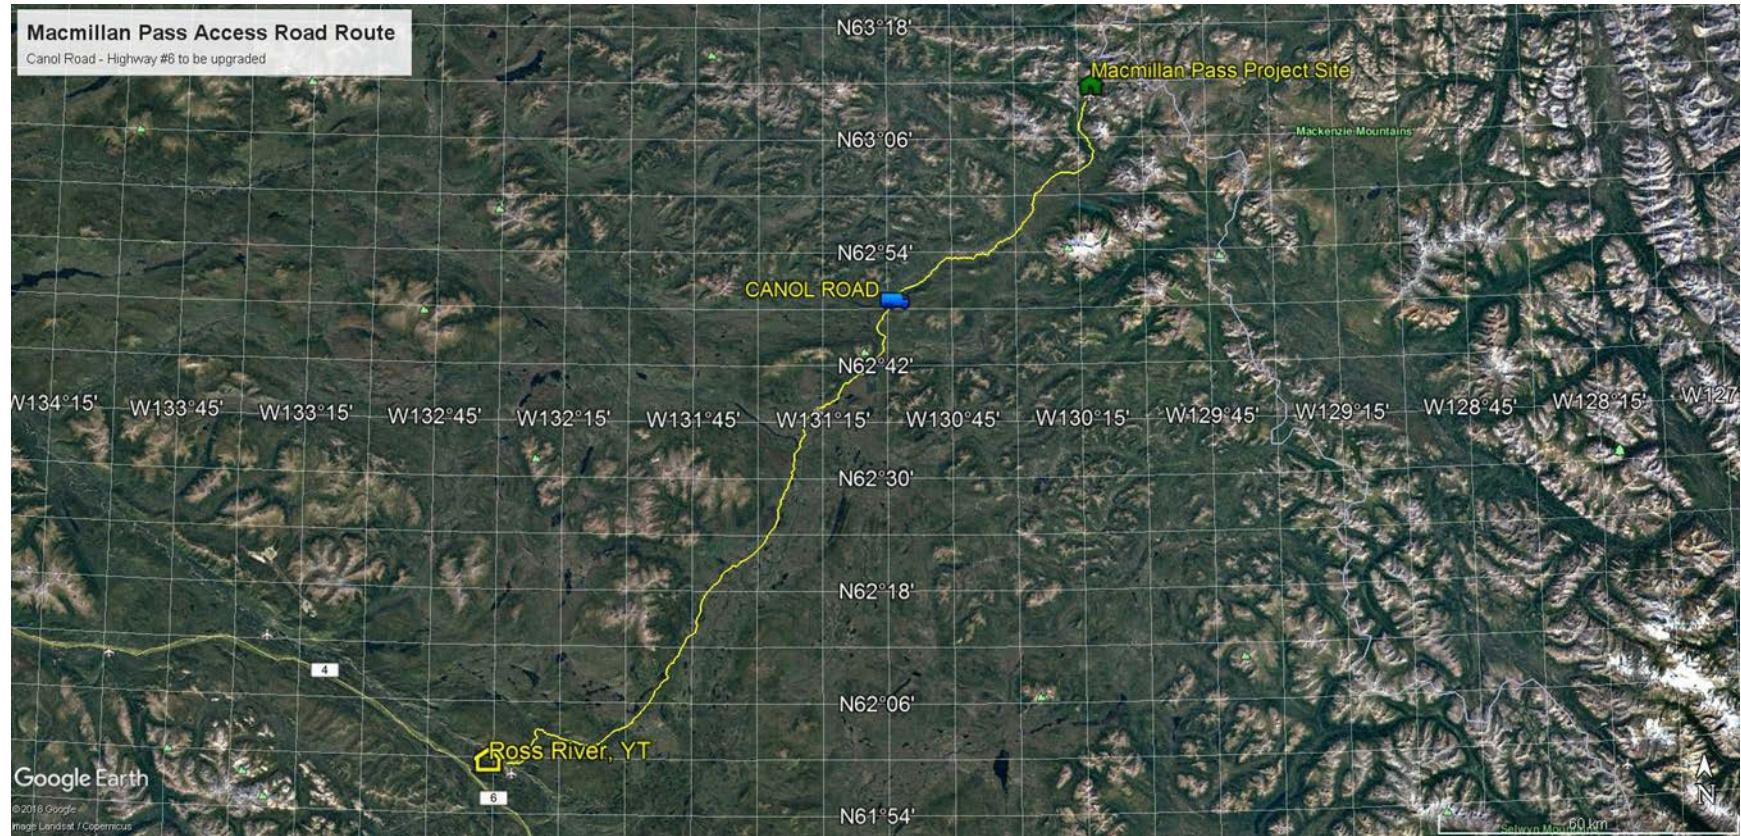 Macmillan Pass Access Road Route
Canol Road - Highway #6 to be upgraded
N63°18'
Macmillan Pass Project Site
Mackenzie Mountains
N63°06'
N62°54'
CANOL ROAD
N62°42'
W134°15'
W133°45'
W133°15'
W132°45'
W132°15'
W131°45'
W131°15'
W130°45'
W130°15'
W129°45'
W129°15'
W128°45'
W128°15'
W127
N62°30'
N62°18'
4
N62°06'
Ross River, YT
6
N61°54'
Google Earth
©2018 Google
Image Landsat / Copernicus
N
60 km
Selwyn Mountains